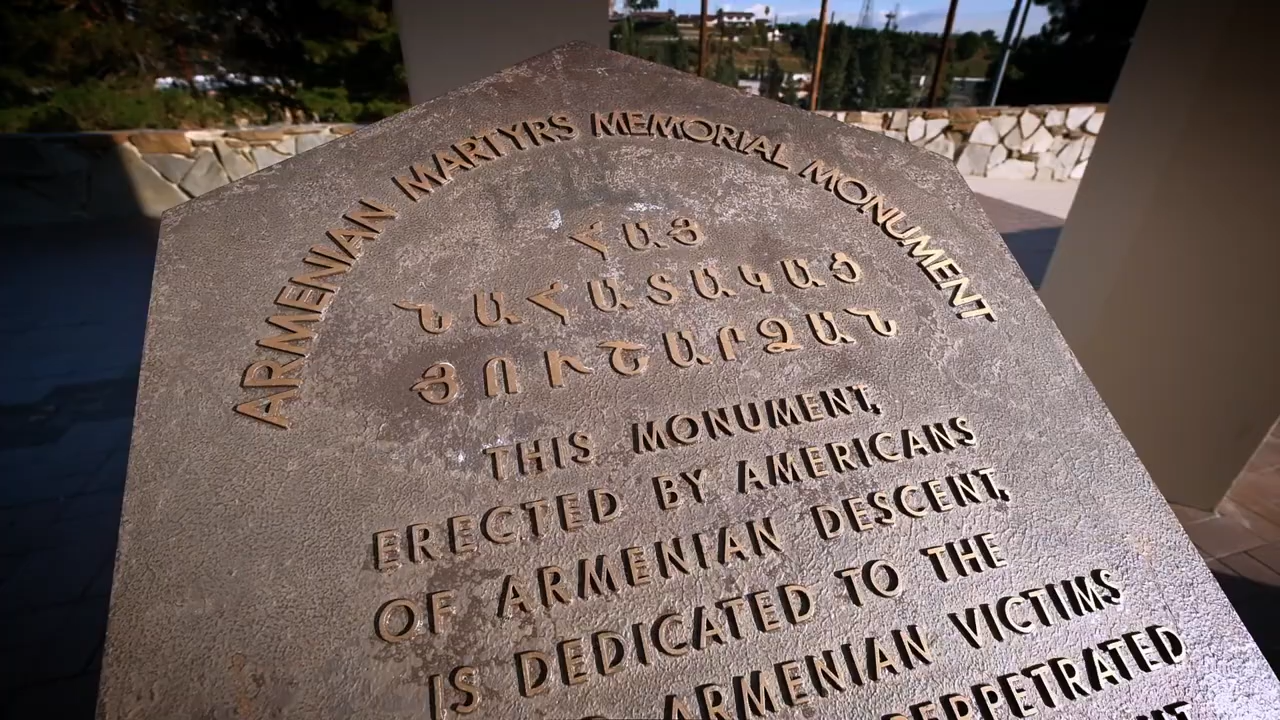 ARMENIAN MARTYRS MEMORIAL MONUMENT
ՀԱՅ
ՆԱՀԱՏԱԿԱՑ
ՅՈՒՇԱՐՁԱՆ
THIS MONUMENT,
ERECTED BY AMERICANS
OF ARMENIAN DESCENT,
IS DEDICATED TO THE
ARMENIAN VICTIMS
PERPETRATED